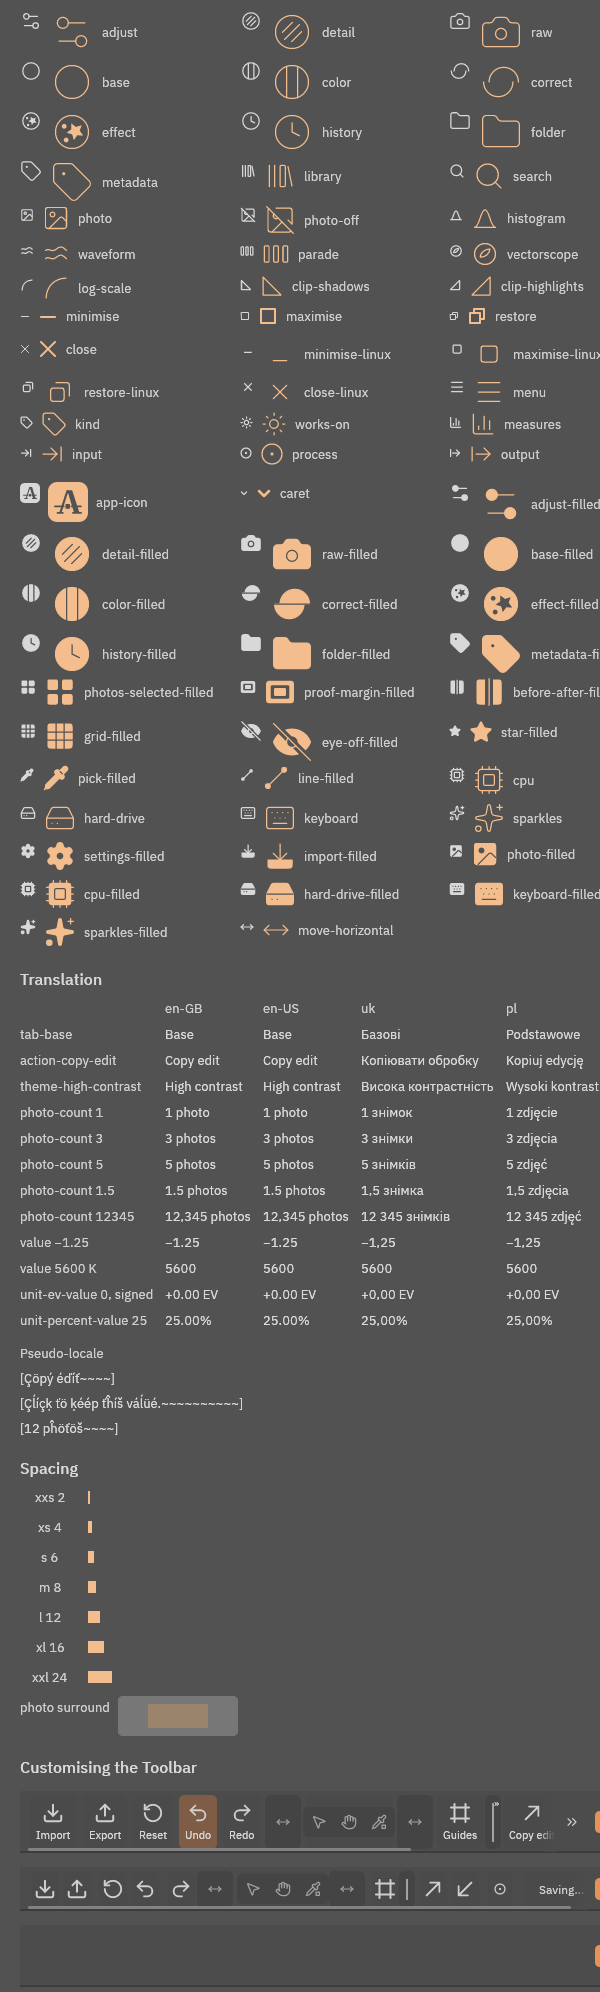 adjust detail raw
base color correct
effect history folder
metadata library search
photo photo-off histogram
waveform parade vectorscope
log-scale clip-shadows clip-highlights
minimise maximise restore
close minimise-linux maximise-linux
restore-linux close-linux menu
kind works-on measures
input process output
app-icon caret adjust-filled
detail-filled raw-filled base-filled
color-filled correct-filled effect-filled
history-filled folder-filled metadata-fi
photos-selected-filled proof-margin-filled before-after-fil
grid-filled eye-off-filled star-filled
pick-filled line-filled cpu
hard-drive keyboard sparkles
settings-filled import-filled photo-filled
cpu-filled hard-drive-filled keyboard-filled
sparkles-filled move-horizontal
Translation
en-GB en-US uk pl
tab-base Base Base Базові Podstawowe
action-copy-edit Copy edit Copy edit Копіювати обробку Kopiuj edycję
theme-high-contrast High contrast High contrast Висока контрастність Wysoki kontrast
photo-count 1 1 photo 1 photo 1 знімок 1 zdjęcie
photo-count 3 3 photos 3 photos 3 знімки 3 zdjęcia
photo-count 5 5 photos 5 photos 5 знімків 5 zdjęć
photo-count 1.5 1.5 photos 1.5 photos 1,5 знімка 1,5 zdjęcia
photo-count 12345 12,345 photos 12,345 photos 12 345 знімків 12 345 zdjęć
value −1.25 −1.25 −1.25 −1,25 −1,25
value 5600 K 5600 5600 5600 5600
unit-ev-value 0, signed +0.00 EV +0.00 EV +0,00 EV +0,00 EV
unit-percent-value 25 25.00% 25.00% 25,00% 25,00%
Pseudo-locale
[Çöpý éďíť~~~~]
[Çĺíçķ ťö ķéép ťĥíš váĺüé.~~~~~~~~~~]
[12 pĥöťöš~~~~]
Spacing
xxs 2
xs 4
s 6
m 8
l 12
xl 16
xxl 24
photo surround
Customising the Toolbar
Import Export Reset Undo Redo Guides Copy edi
Saving...